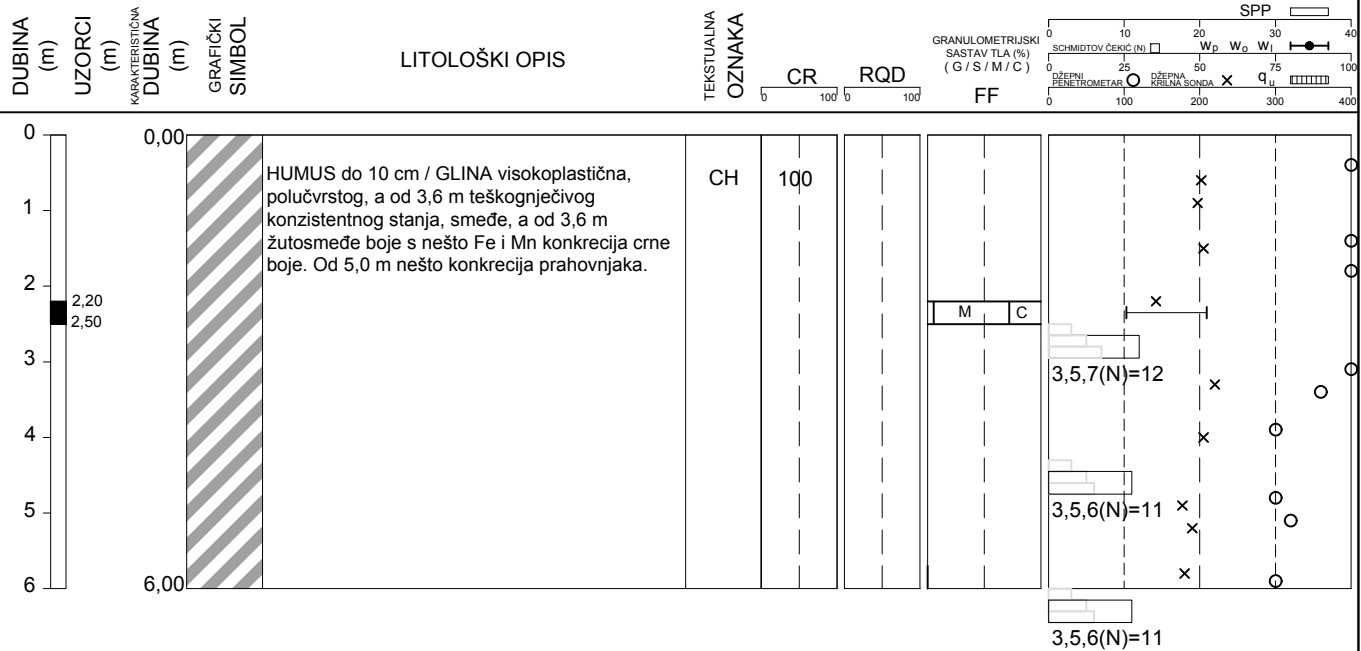 DUBINA
(m)
UZORCI
(m)
KARAKTERISTIČNA
DUBINA
(m)
GRAFIČKI
SIMBOL
LITOLOŠKI OPIS
TEKSTUALNA
OZNAKA
CR
0 100
RQD
0 100
GRANULOMETRIJSKI
SASTAV TLA (%)
( G / S / M / C )
FF
SPP
0 10 20 30 40
SCHMIDTOV ČEKIĆ (N) Wp Wo Wl
0 25 50 75 100
DŽEPNI
PENETROMETAR
DŽEPNA
KRILNA SONDA
qu
0 100 200 300 400
0
0,00
HUMUS do 10 cm / GLINA visokoplastična,
polučvrstog, a od 3,6 m teškognječivog
konzistentnog stanja, smeđe, a od 3,6 m
žutosmeđe boje s nešto Fe i Mn konkrecija crne
boje. Od 5,0 m nešto konkrecija prahovnjaka.
CH
100
1
2
2,20
2,50
M C
3
3,5,7(N)=12
4
5
3,5,6(N)=11
6
6,00
3,5,6(N)=11